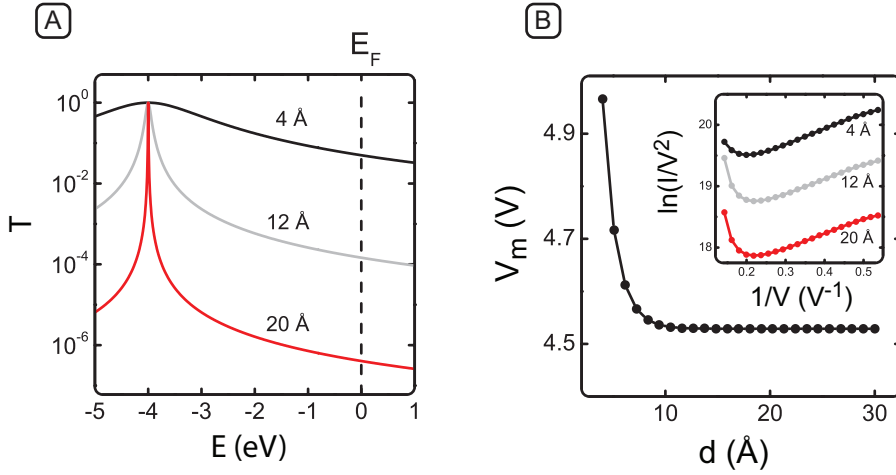 A
E_F
T
10^0
10^-2
10^-4
10^-6
4 Å
12 Å
20 Å
-5 -4 -3 -2 -1 0 1
E (eV)
B
V_m (V)
4.9
4.7
4.5
10 20 30
d (Å)
ln(I/V^2)
20
19
18
4 Å
12 Å
20 Å
0.2 0.3 0.4 0.5
1/V (V^-1)